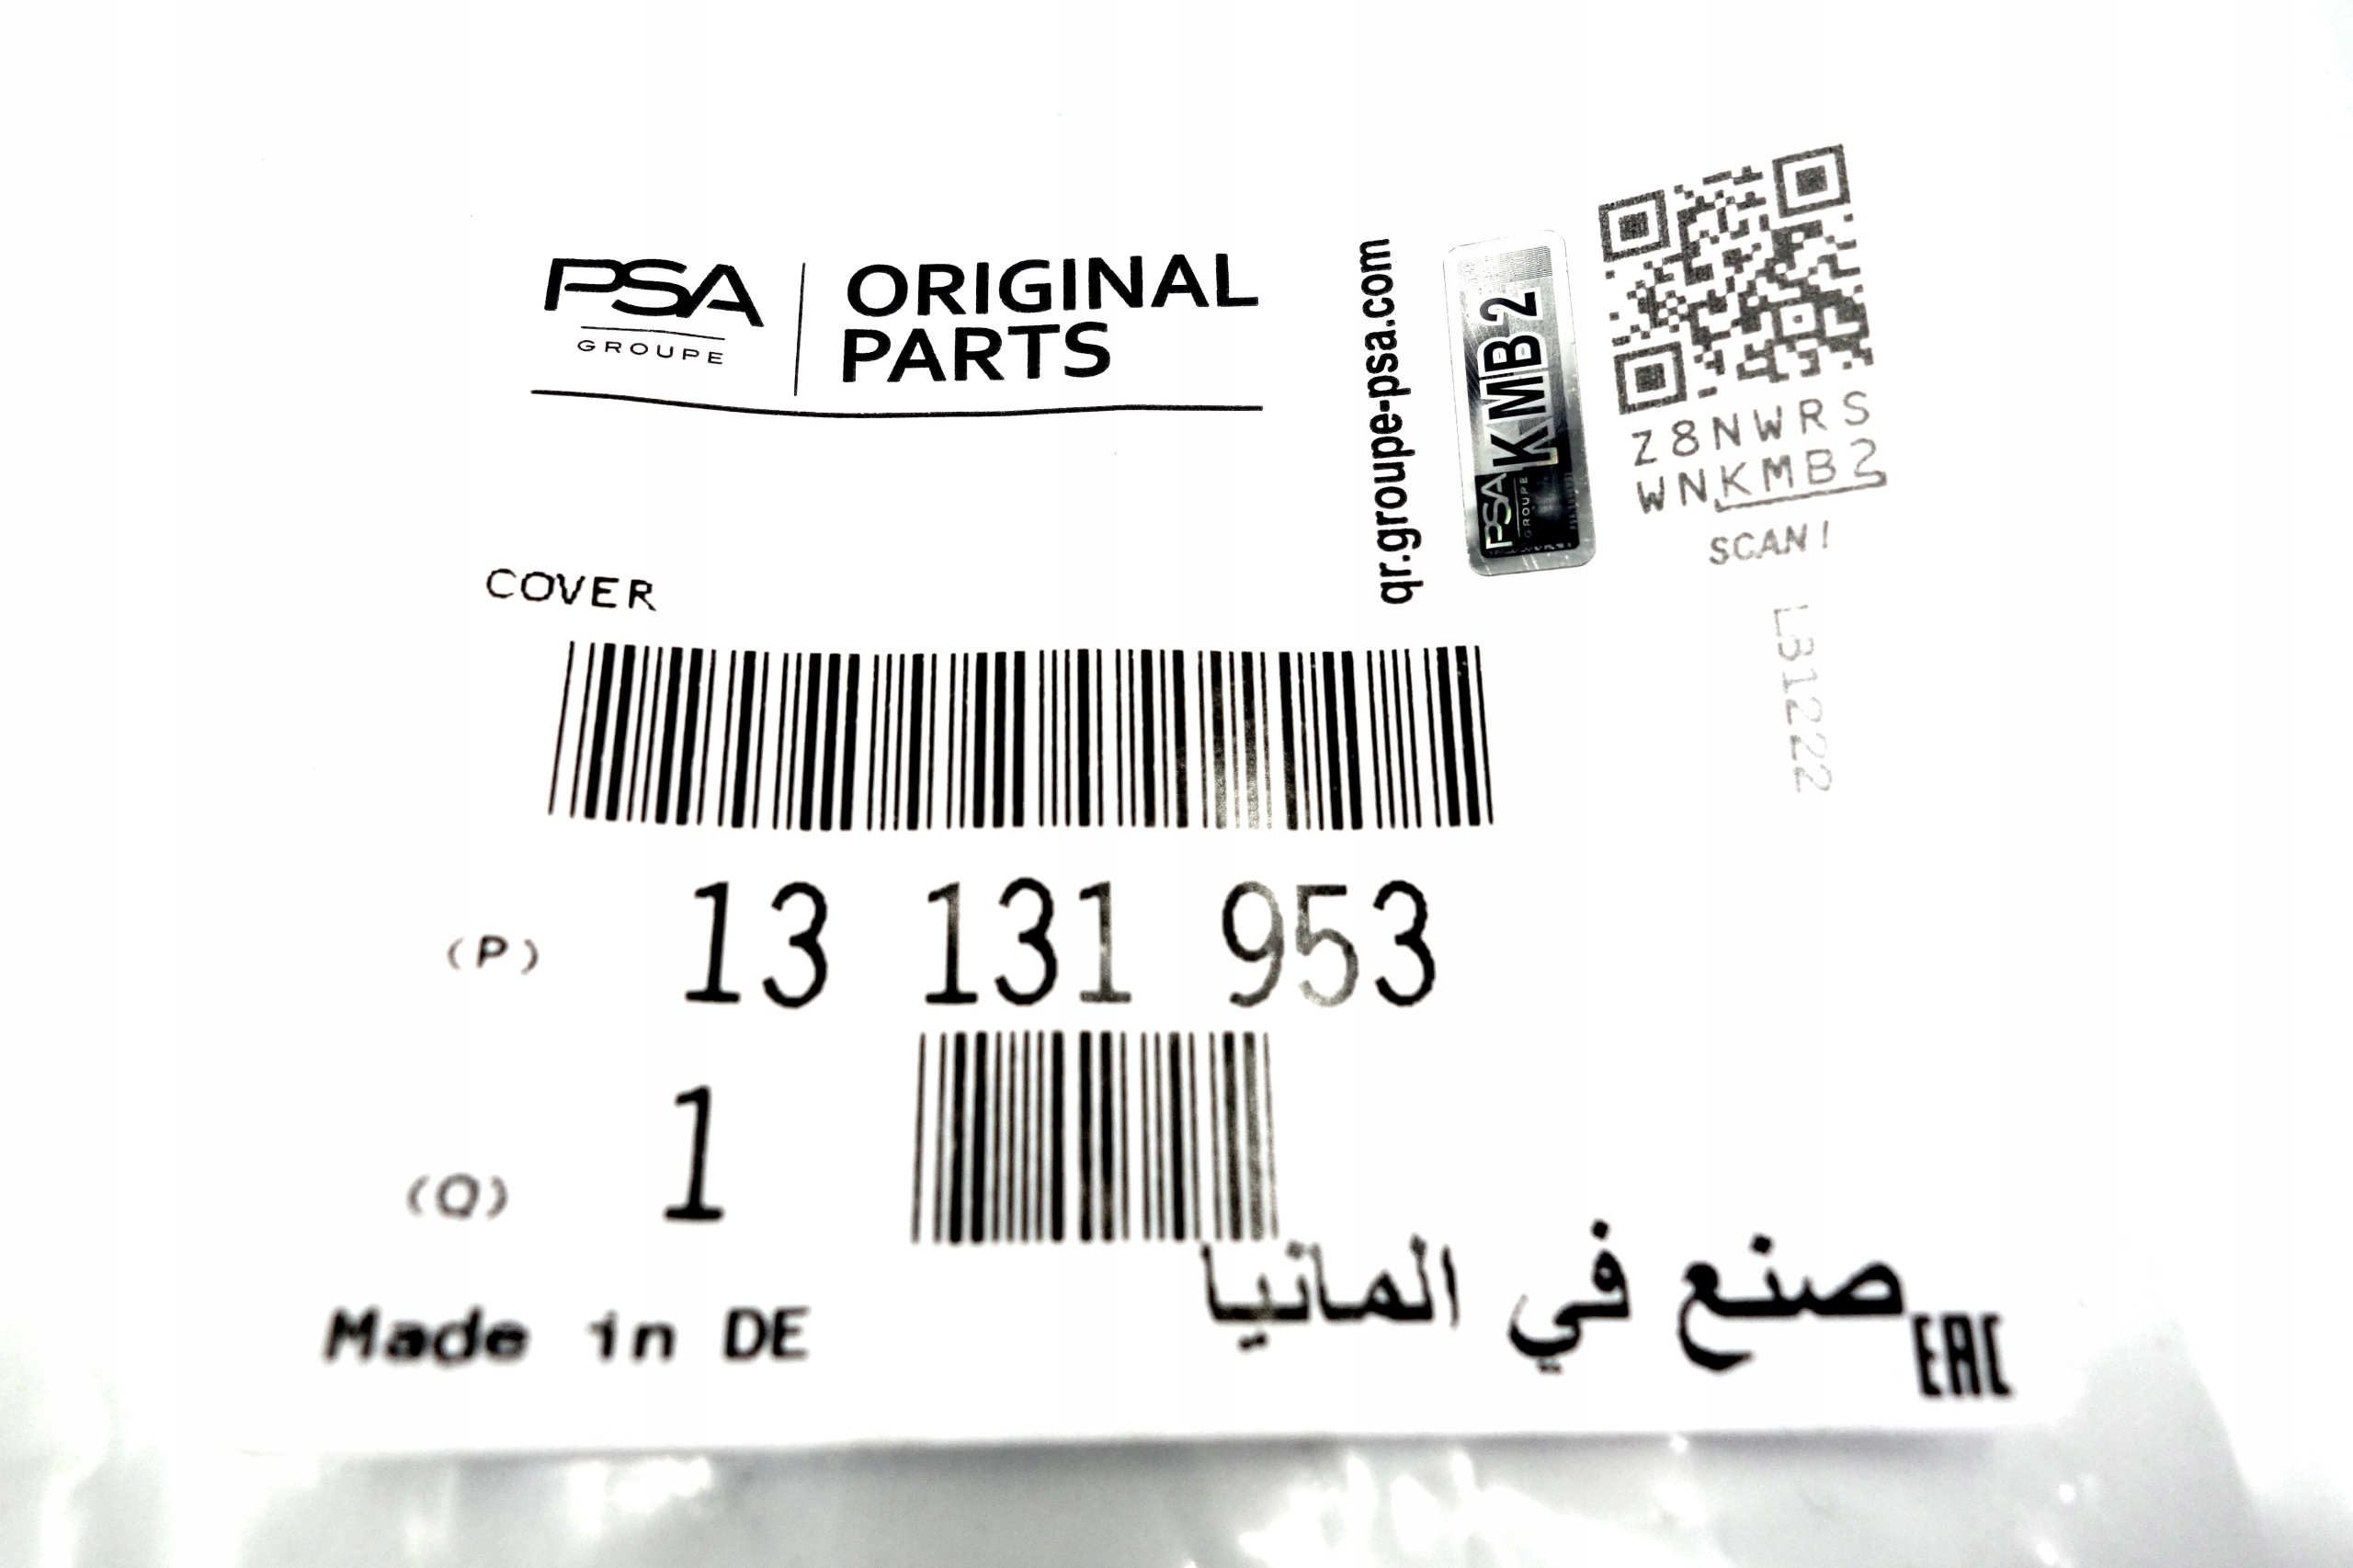 PSA
GROUPE
ORIGINAL
PARTS
qr.groupe-psa.com
PSA
GROUPE
KMB2
Z8NWRS
WNKMB2
SCAN!
L31222
COVER
(P) 13 131 953
(Q) 1
Made in DE
صنع في المانيا
EAC